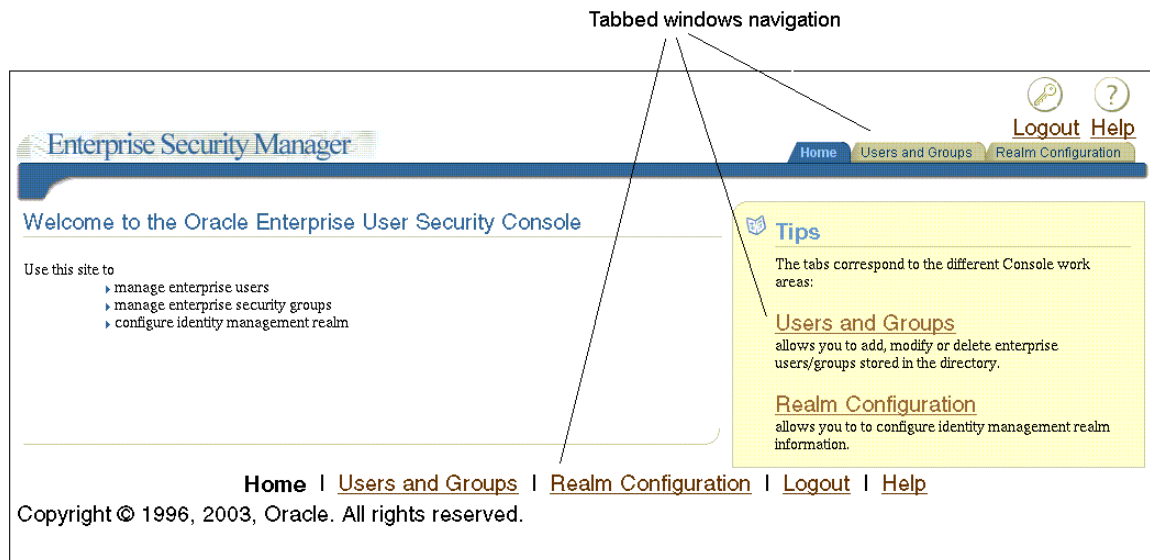 Tabbed windows navigation
Logout Help
Enterprise Security Manager
Home Users and Groups Realm Configuration
Welcome to the Oracle Enterprise User Security Console
Use this site to
manage enterprise users
manage enterprise security groups
configure identity management realm
Tips
The tabs correspond to the different Console work
areas:
Users and Groups
allows you to add, modify or delete enterprise
users/groups stored in the directory.
Realm Configuration
allows you to to configure identity management realm
information.
Home | Users and Groups | Realm Configuration | Logout | Help
Copyright © 1996, 2003, Oracle. All rights reserved.